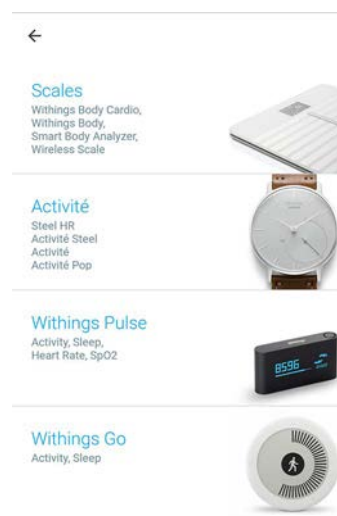 Scales
Withings Body Cardio,
Withings Body,
Smart Body Analyzer,
Wireless Scale
Activité
Steel HR
Activité Steel
Activité
Activité Pop
Withings Pulse
Activity, Sleep,
Heart Rate, SpO2
8596
Withings Go
Activity, Sleep